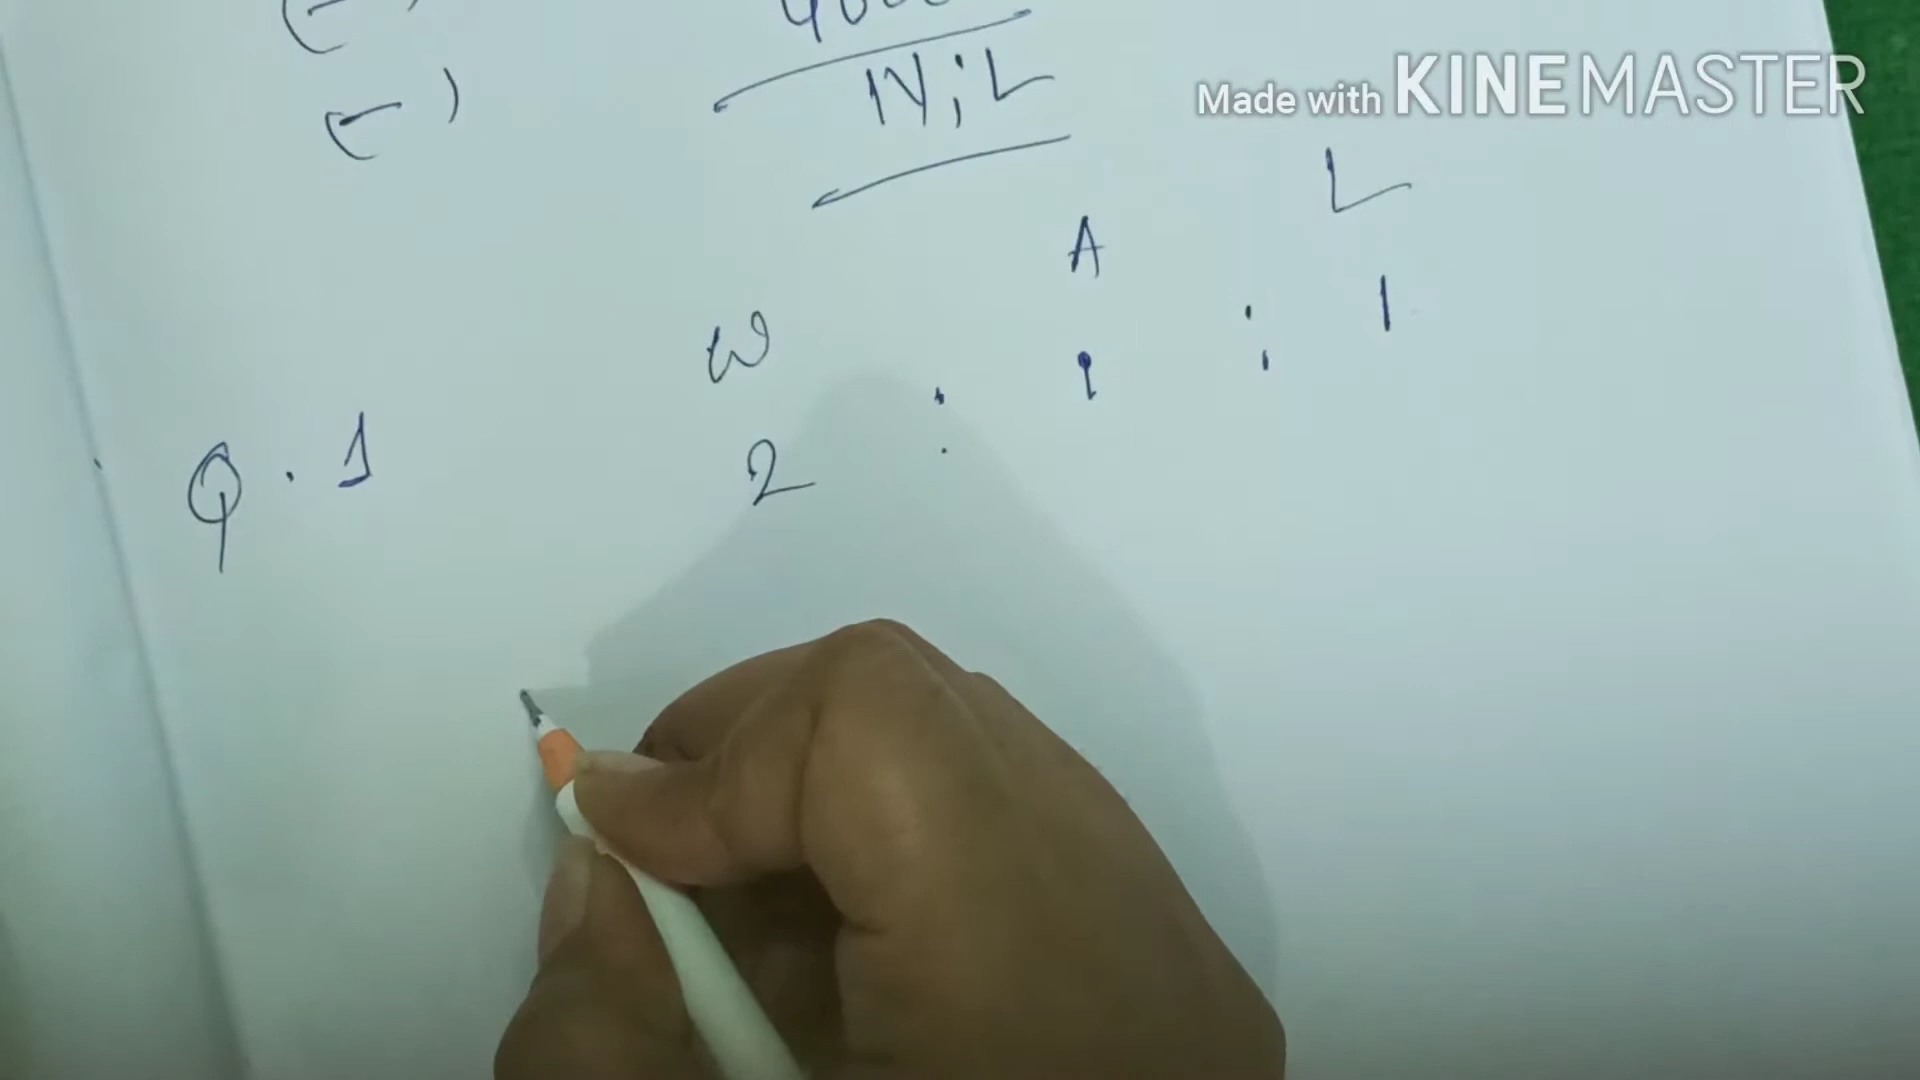 Made with KINEMASTER
(-)
Nil
W A L
Q. 1 2 : 1 : 1